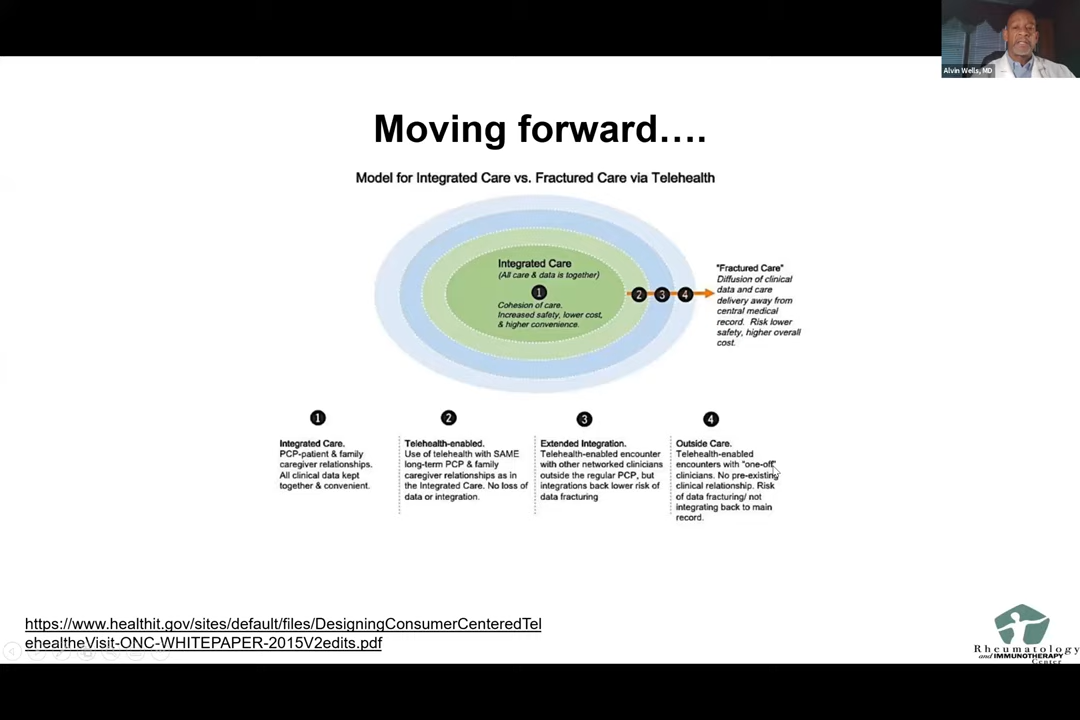 Alvin Wells, MD
Moving forward….
Model for Integrated Care vs. Fractured Care via Telehealth
Integrated Care
(All care & data is together)
1
Cohesion of care.
Increased safety, lower cost,
& higher convenience.
2 3 4
"Fractured Care"
Diffusion of clinical
data and care
delivery away from
central medical
record. Risk lower
safety, higher overall
cost.
1
Integrated Care.
PCP-patient & family
caregiver relationships.
All clinical data kept
together & convenient.
2
Telehealth-enabled.
Use of telehealth with SAME
long-term PCP & family
caregiver relationships as in
the Integrated Care. No loss of
data or integration.
3
Extended Integration.
Telehealth-enabled encounter
with other networked clinicians
outside the regular PCP, but
integrations back lower risk of
data fracturing
4
Outside Care.
Telehealth-enabled
encounters with "one-off"
clinicians. No pre-existing
clinical relationship. Risk
of data fracturing/ not
integrating back to main
record.
https://www.healthit.gov/sites/default/files/DesigningConsumerCenteredTel
ehealtheVisit-ONC-WHITEPAPER-2015V2edits.pdf
Rheumatology
and IMMUNOTHERAPY
Center